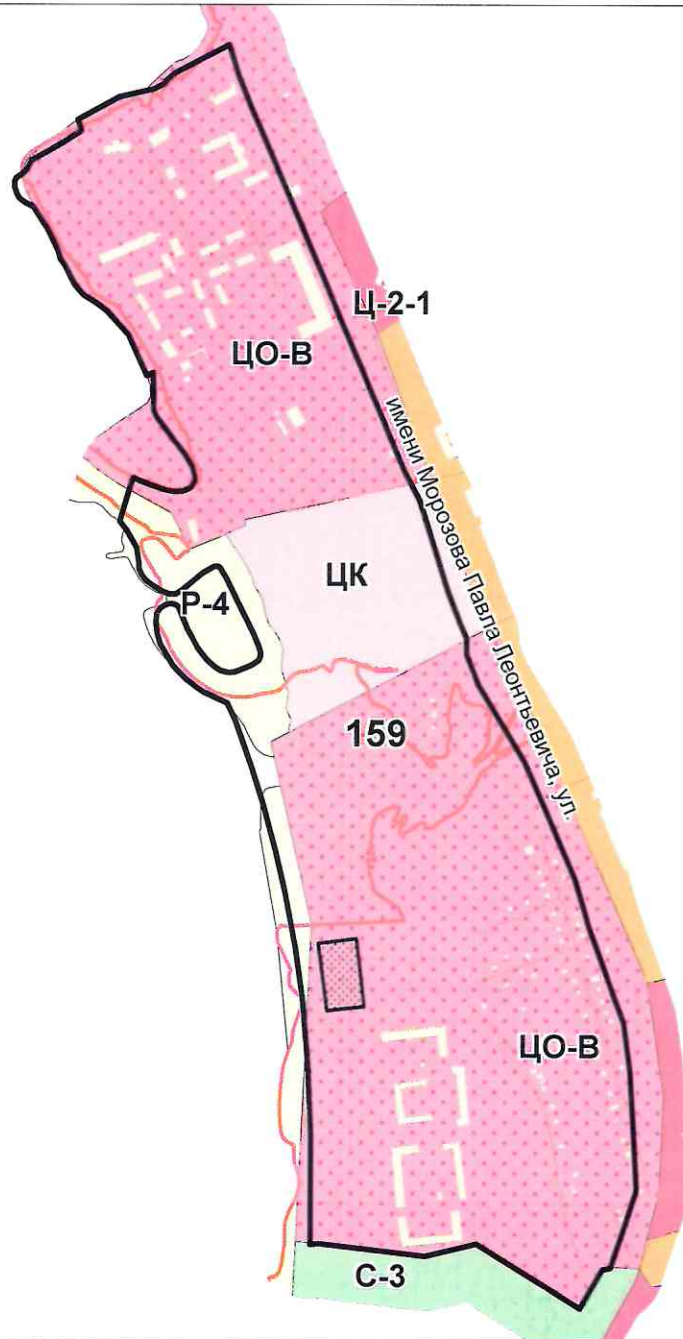 Ц-2-1
ЦО-В
имени Морозова Павла Леонтьевича, ул.
ЦК
Р-4
159
ЦО-В
С-3